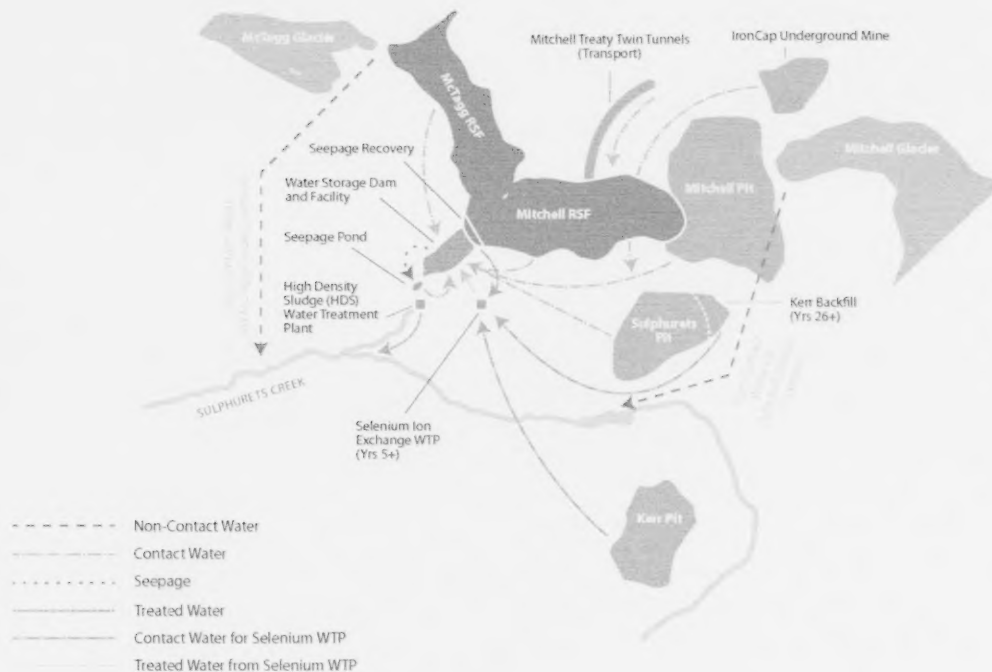 McTagg Glacier
Mitchell Treaty Twin Tunnels
(Transport)
IronCap Underground Mine
McTagg RSF
Seepage Recovery
Mitchell Glacier
Mitchell Pit
Water Storage Dam
and Facility
Mitchell RSF
Seepage Pond
High Density
Sludge (HDS)
Water Treatment
Plant
Kerr Backfill
(Yrs 26+)
Sulphurets
Pit
SULPHURETS CREEK
Selenium Ion
Exchange WTP
(Yrs 5+)
Kerr Pit
Non-Contact Water
Contact Water
Seepage
Treated Water
Contact Water for Selenium WTP
Treated Water from Selenium WTP